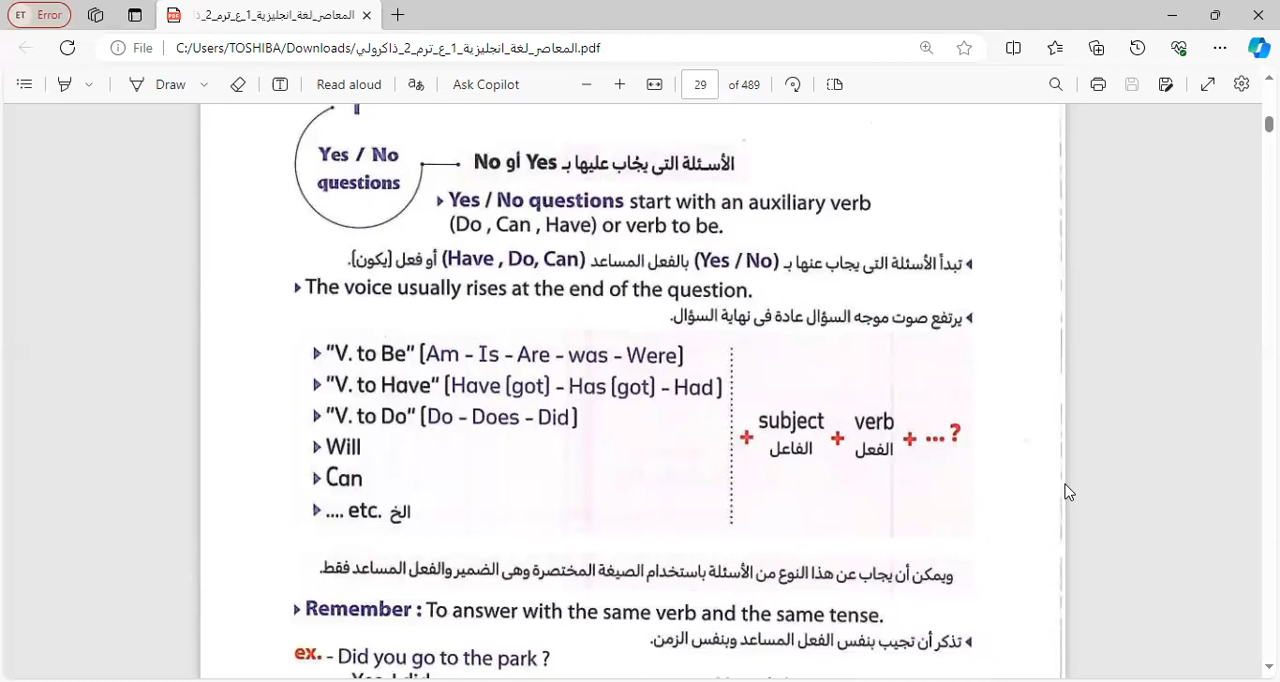 ET Error
المعاصر_لغة_انجليزية_1_ع_ترم_2_ذا
File C:/Users/TOSHIBA/Downloads/المعاصر_لغة_انجليزية_1_ع_ترم_2_ذاكرولي.pdf
Draw Read aloud Ask Copilot 29 of 489
Yes / No
questions
الأسئلة التى يجُاب عليها بـ Yes أو No
Yes / No questions start with an auxiliary verb
(Do , Can , Have) or verb to be.
تبدأ الأسئلة التى يجاب عنها بـ (Yes / No) بالفعل المساعد (Have , Do, Can) أو فعل [يكون].
The voice usually rises at the end of the question.
يرتفع صوت موجه السؤال عادة فى نهاية السؤال.
"V. to Be" [Am - Is - Are - was - Were]
"V. to Have" [Have [got] - Has [got] - Had]
"V. to Do" [Do - Does - Did]
Will
Can
.... etc. الخ
+ subject + verb + ... ?
الفاعل الفعل
ويمكن أن يجاب عن هذا النوع من الأسئلة باستخدام الصيغة المختصرة وهى الضمير والفعل المساعد فقط.
Remember : To answer with the same verb and the same tense.
تذكر أن تجيب بنفس الفعل المساعد وبنفس الزمن.
ex. - Did you go to the park ?